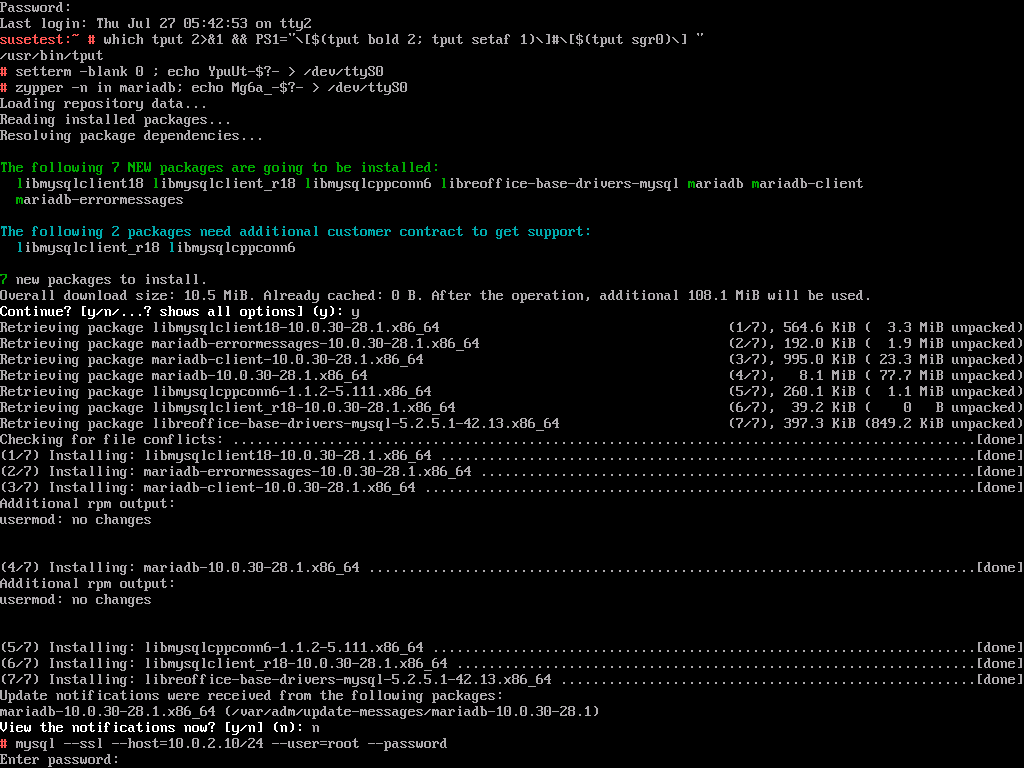 Password:
Last login: Thu Jul 27 05:42:53 on tty2
susetest:~ # which tput 2>&1 && PS1="\[$(tput bold 2; tput setaf 1)\]#\[$(tput sgr0)\] "
/usr/bin/tput
# setterm -blank 0 ; echo YpuUt-$?- > /dev/ttyS0
# zypper -n in mariadb; echo Mg6a_-$?- > /dev/ttyS0
Loading repository data...
Reading installed packages...
Resolving package dependencies...
The following 7 NEW packages are going to be installed:
  libmysqlclient18 libmysqlclient_r18 libmysqlcppconn6 libreoffice-base-drivers-mysql mariadb mariadb-client
  mariadb-errormessages
The following 2 packages need additional customer contract to get support:
  libmysqlclient_r18 libmysqlcppconn6
7 new packages to install.
Overall download size: 10.5 MiB. Already cached: 0 B. After the operation, additional 108.1 MiB will be used.
Continue? [y/n/...? shows all options] (y): y
Retrieving package libmysqlclient18-10.0.30-28.1.x86_64 (1/7), 564.6 KiB (  3.3 MiB unpacked)
Retrieving package mariadb-errormessages-10.0.30-28.1.x86_64 (2/7), 192.0 KiB (  1.9 MiB unpacked)
Retrieving package mariadb-client-10.0.30-28.1.x86_64 (3/7), 995.0 KiB ( 23.3 MiB unpacked)
Retrieving package mariadb-10.0.30-28.1.x86_64 (4/7),   8.1 MiB ( 77.7 MiB unpacked)
Retrieving package libmysqlcppconn6-1.1.2-5.111.x86_64 (5/7), 260.1 KiB (  1.1 MiB unpacked)
Retrieving package libmysqlclient_r18-10.0.30-28.1.x86_64 (6/7),  39.2 KiB (    0   B unpacked)
Retrieving package libreoffice-base-drivers-mysql-5.2.5.1-42.13.x86_64 (7/7), 397.3 KiB (849.2 KiB unpacked)
Checking for file conflicts: .............................................................................................[done]
(1/7) Installing: libmysqlclient18-10.0.30-28.1.x86_64 ...................................................................[done]
(2/7) Installing: mariadb-errormessages-10.0.30-28.1.x86_64 ..............................................................[done]
(3/7) Installing: mariadb-client-10.0.30-28.1.x86_64 .....................................................................[done]
Additional rpm output:
usermod: no changes
(4/7) Installing: mariadb-10.0.30-28.1.x86_64 ............................................................................[done]
Additional rpm output:
usermod: no changes
(5/7) Installing: libmysqlcppconn6-1.1.2-5.111.x86_64 ....................................................................[done]
(6/7) Installing: libmysqlclient_r18-10.0.30-28.1.x86_64 .................................................................[done]
(7/7) Installing: libreoffice-base-drivers-mysql-5.2.5.1-42.13.x86_64 ....................................................[done]
Update notifications were received from the following packages:
mariadb-10.0.30-28.1.x86_64 (/var/adm/update-messages/mariadb-10.0.30-28.1)
View the notifications now? [y/n] (n): n
# mysql --ssl --host=10.0.2.10/24 --user=root --password
Enter password: